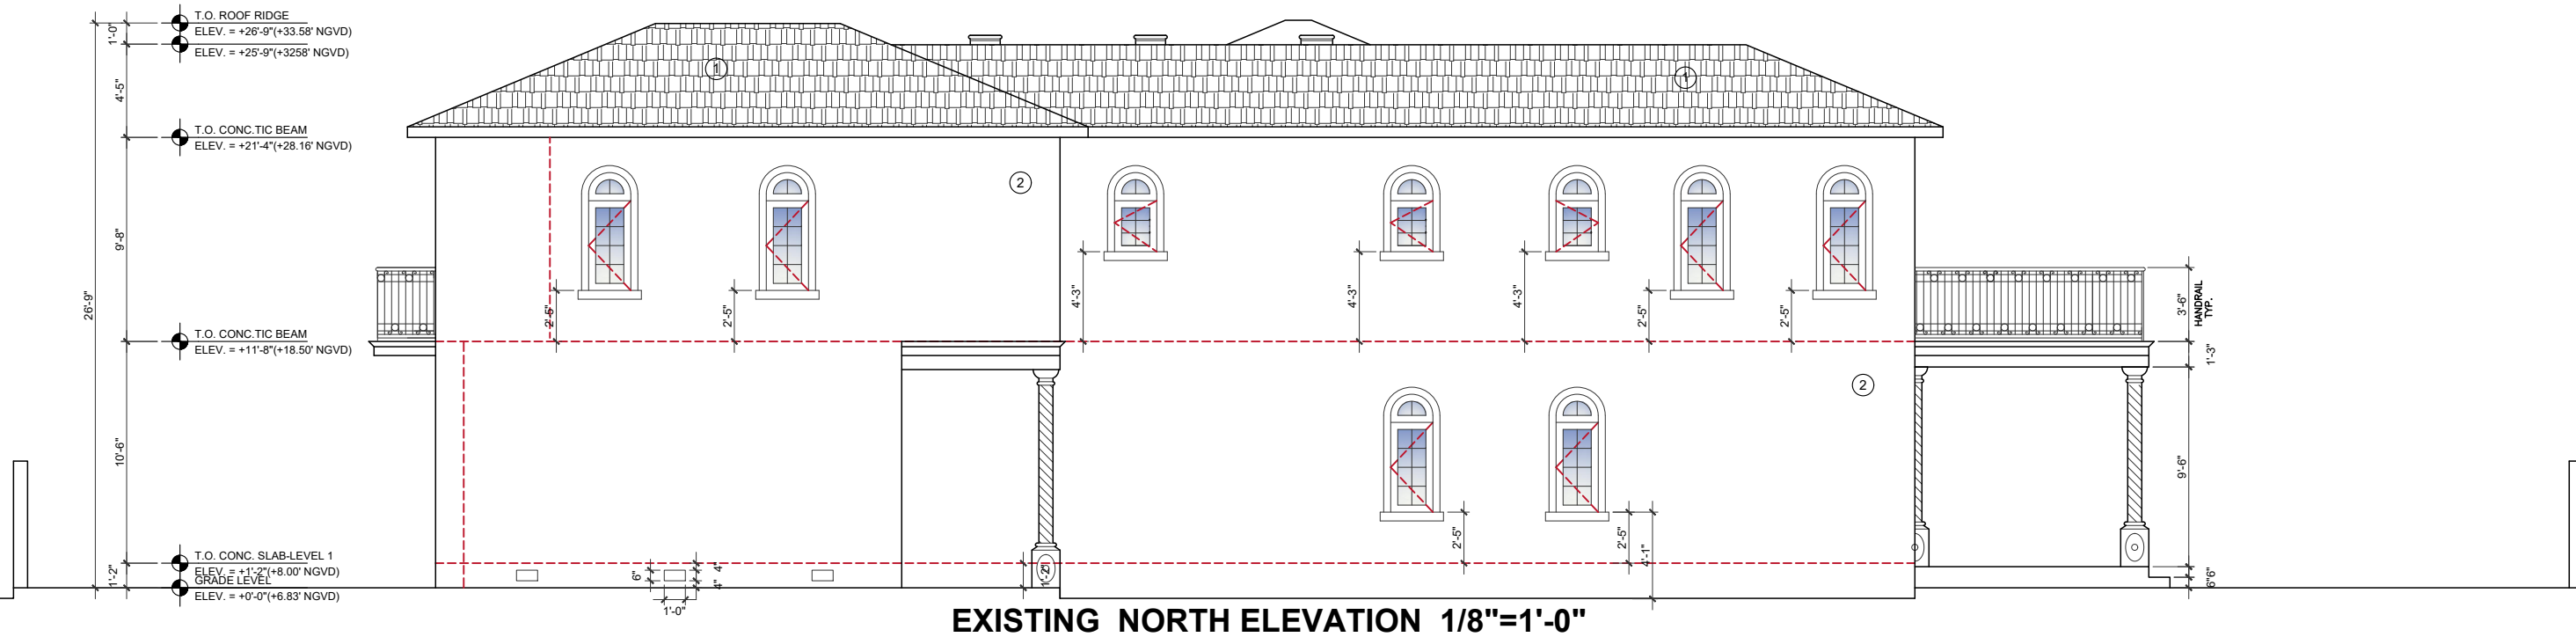 T.O. ROOF RIDGE
ELEV. = +26'-9"(+33.58' NGVD)
ELEV. = +25'-9"(+3258' NGVD)
1'-0"
4'-5"
T.O. CONC.TIC BEAM
ELEV. = +21'-4"(+28.16' NGVD)
9'-8"
26'-9"
T.O. CONC.TIC BEAM
ELEV. = +11'-8"(+18.50' NGVD)
10'-6"
T.O. CONC. SLAB-LEVEL 1
ELEV. = +1'-2"(+8.00' NGVD)
1'-2"
GRADE LEVEL
ELEV. = +0'-0"(+6.83' NGVD)
1
1
2
2
2'-5"
2'-5"
4'-3"
4'-3"
4'-3"
2'-5"
2'-5"
3'-6"
HANDRAIL
TYP.
1'-3"
9'-6"
2'-5"
2'-5"
4'-1"
6"
4"
4"
1'-0"
1'-2"
6"
6"
EXISTING NORTH ELEVATION 1/8"=1'-0"